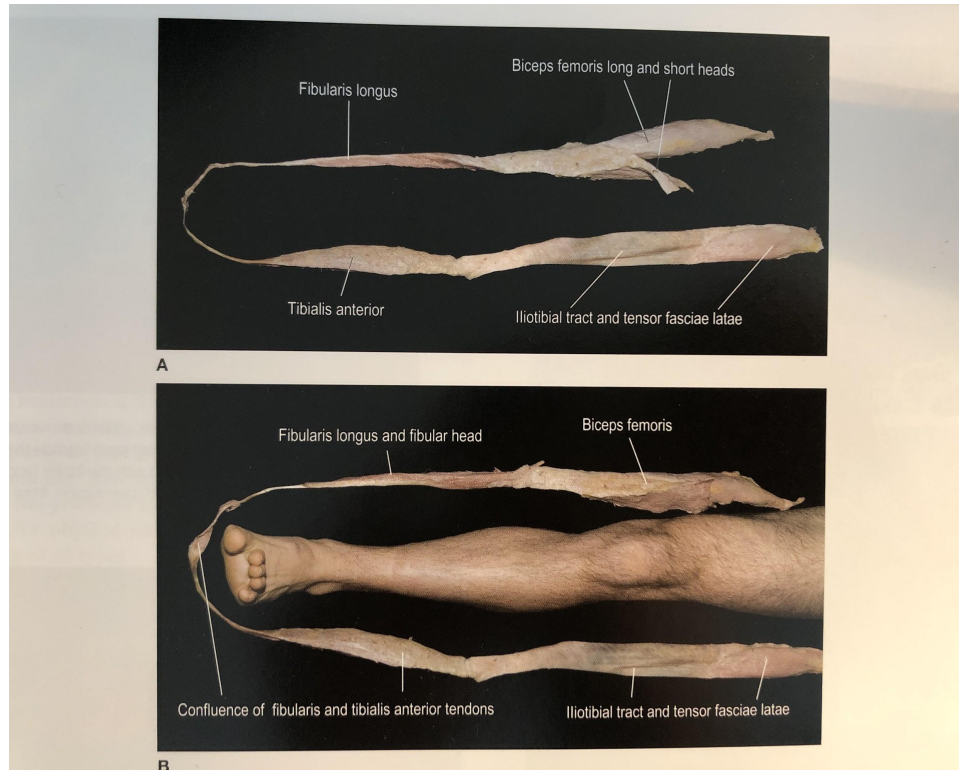 Biceps femoris long and short heads
Fibularis longus
Tibialis anterior
Iliotibial tract and tensor fasciae latae
A
Fibularis longus and fibular head
Biceps femoris
Confluence of fibularis and tibialis anterior tendons
Iliotibial tract and tensor fasciae latae
B